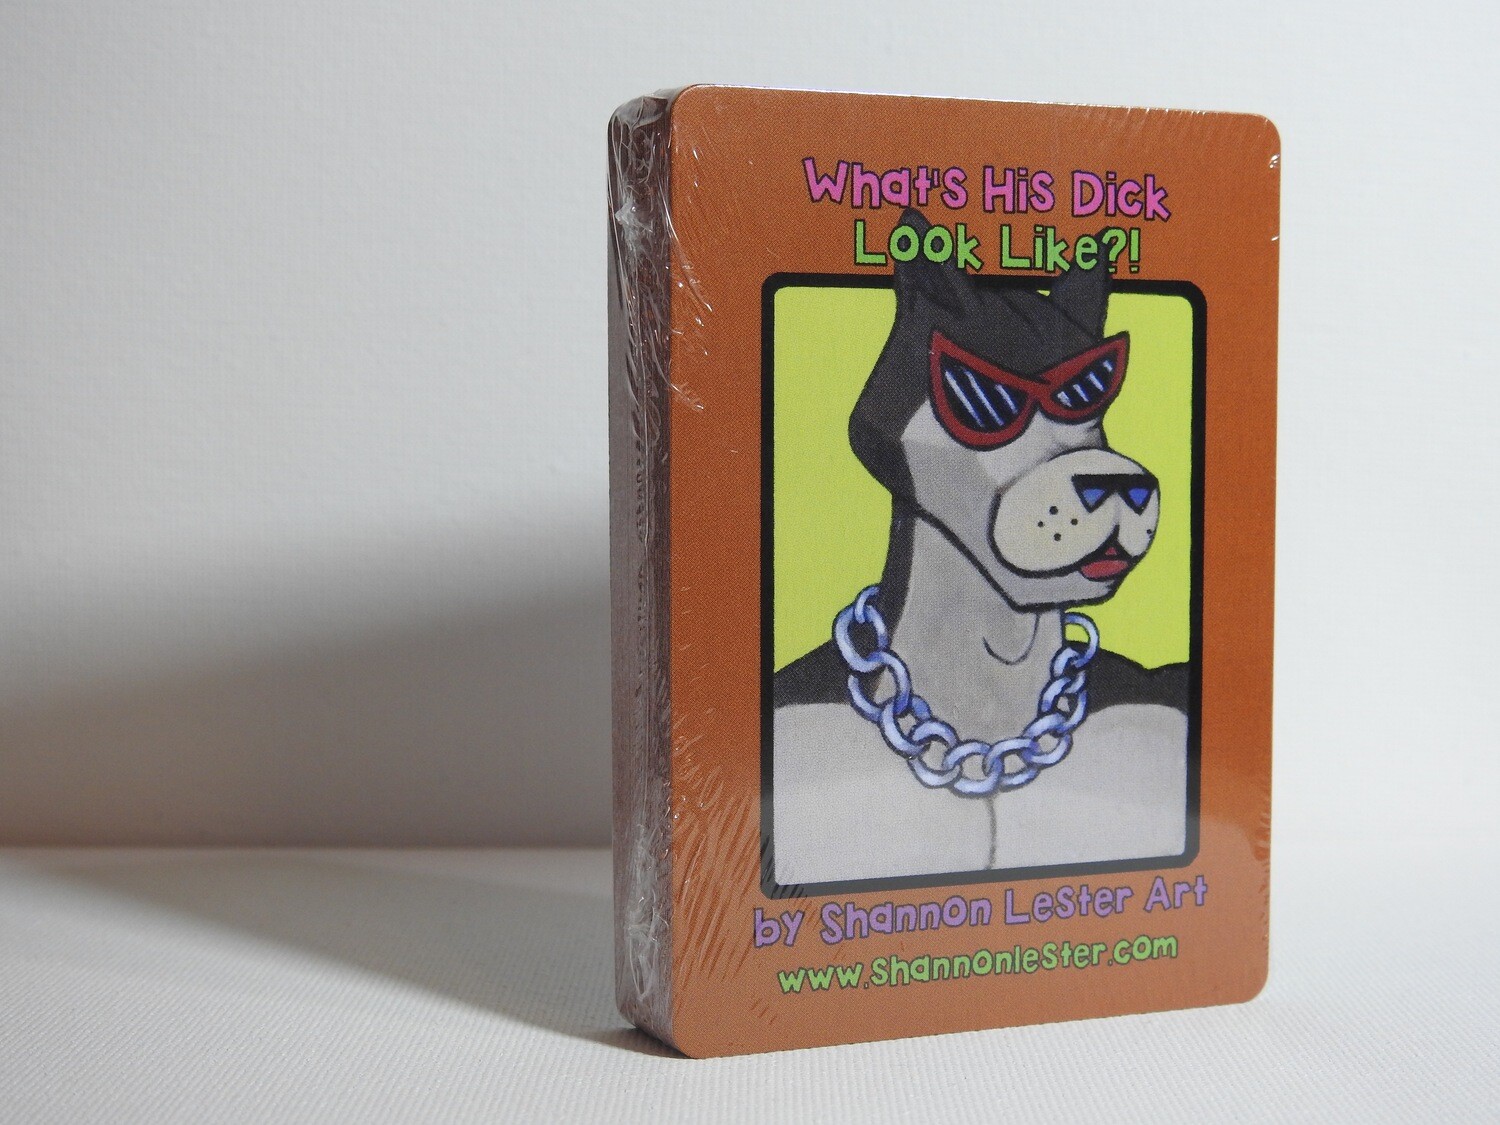 What's His Dick
Look Like?!
by Shannon Lester Art
www.shannonlester.com